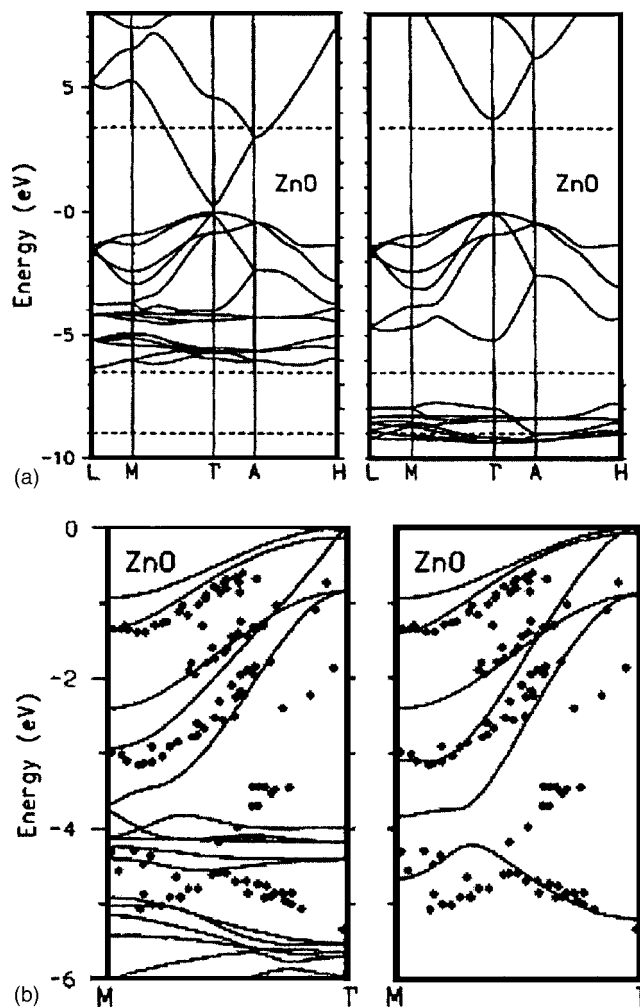 Energy (eV)
5
-0
-5
-10
ZnO
ZnO
L M Γ A H
L M Γ A H
(a)
Energy (eV)
0
-2
-4
-6
ZnO
ZnO
M Γ
M
(b)